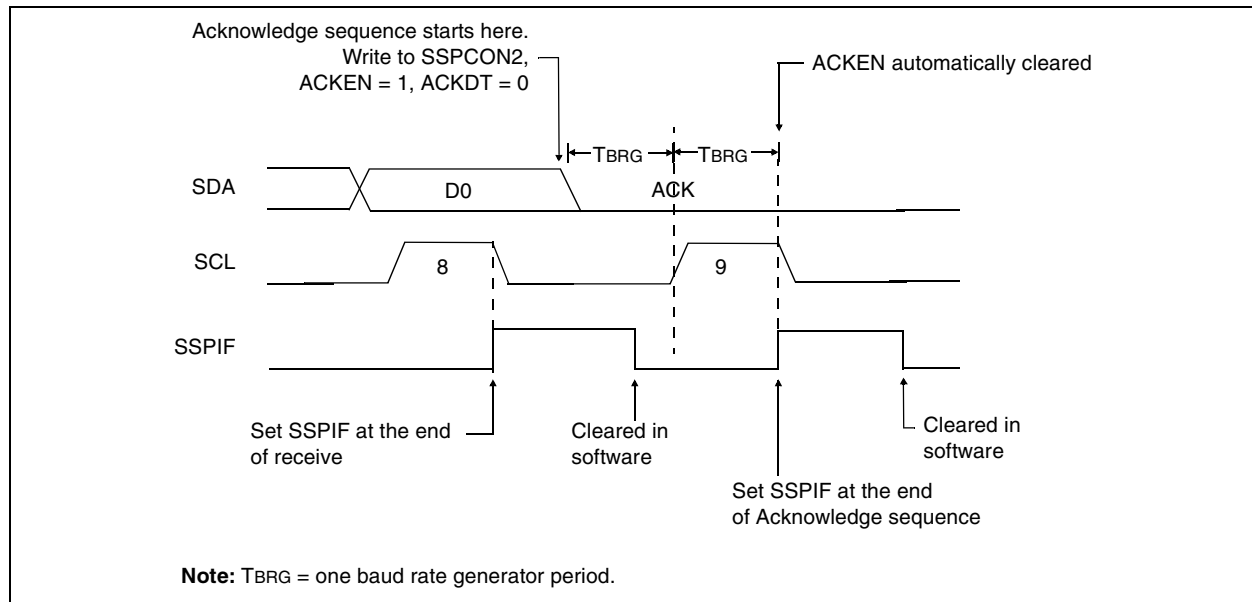 Acknowledge sequence starts here.
Write to SSPCON2,
ACKEN = 1, ACKDT = 0
ACKEN automatically cleared
TBRG
TBRG
SDA
D0
ACK
SCL
8
9
SSPIF
Set SSPIF at the end
of receive
Cleared in
software
Set SSPIF at the end
of Acknowledge sequence
Cleared in
software
Note: TBRG = one baud rate generator period.